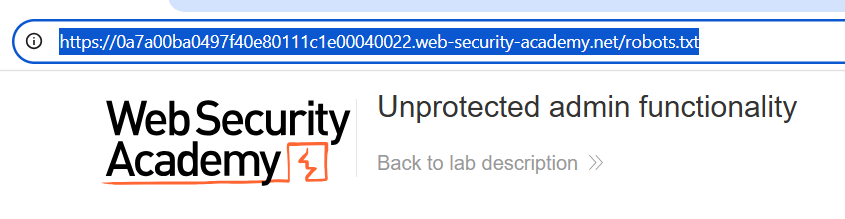 https://0a7a00ba0497f40e80111c1e00040022.web-security-academy.net/robots.txt
Web Security
Academy
Unprotected admin functionality
Back to lab description